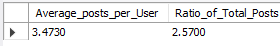 Average_posts_per_User Ratio_of_Total_Posts
3.4730 2.5700